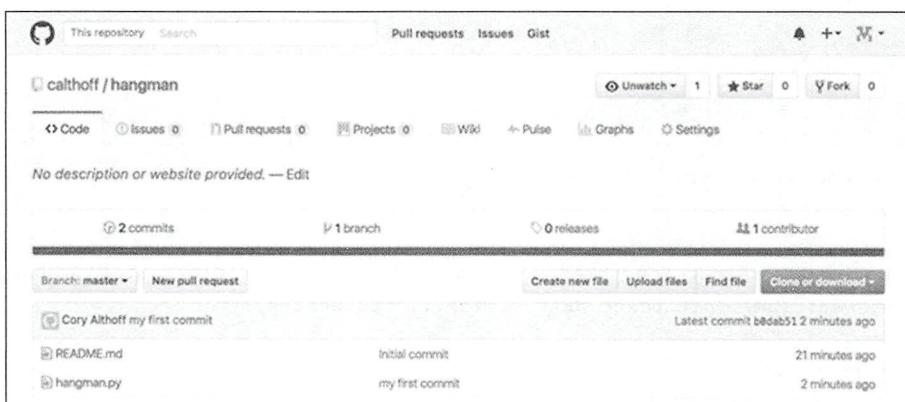 This repository Search Pull requests Issues Gist
calthoff / hangman Unwatch 1 Star 0 Fork 0
Code Issues 0 Pull requests 0 Projects 0 Wiki Pulse Graphs Settings
No description or website provided. — Edit
2 commits 1 branch 0 releases 1 contributor
Branch: master New pull request Create new file Upload files Find file Clone or download
Cory Althoff my first commit Latest commit b0dab51 2 minutes ago
README.md Initial commit 21 minutes ago
hangman.py my first commit 2 minutes ago